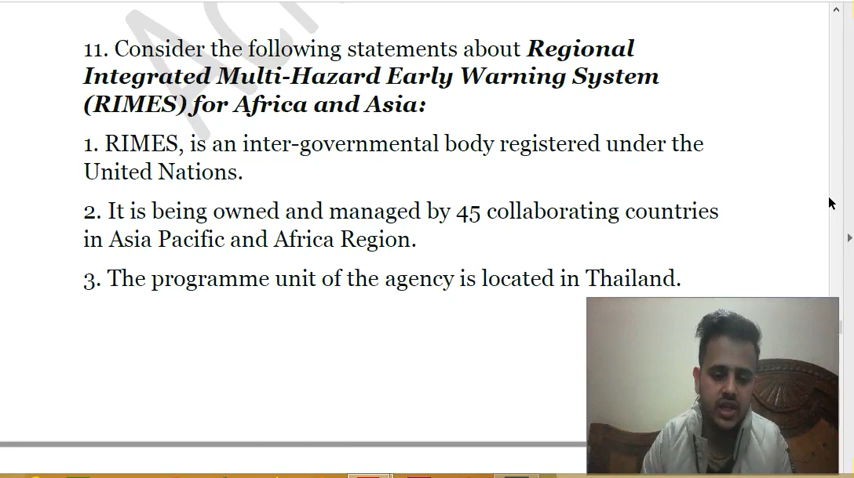 11. Consider the following statements about Regional
Integrated Multi-Hazard Early Warning System
(RIMES) for Africa and Asia:
1. RIMES, is an inter-governmental body registered under the
United Nations.
2. It is being owned and managed by 45 collaborating countries
in Asia Pacific and Africa Region.
3. The programme unit of the agency is located in Thailand.